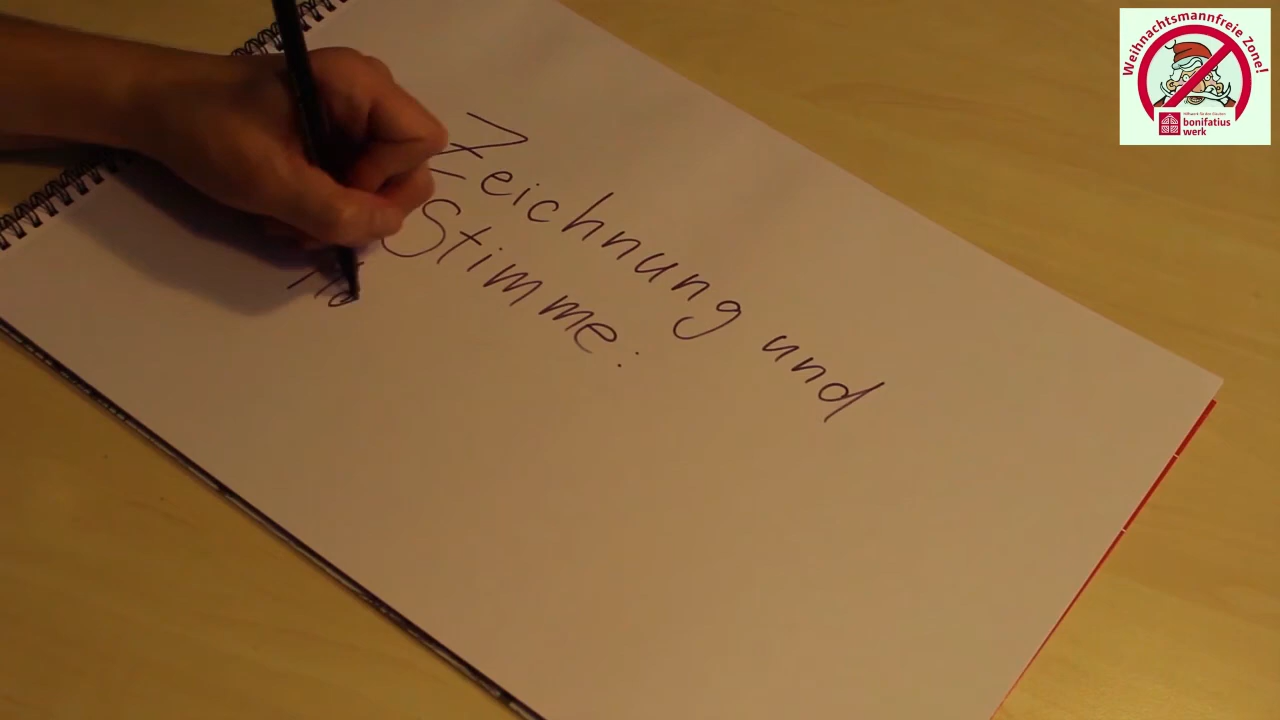 Zeichnung und
Stimme:
Weihnachtsmannfreie Zone!
bonifatius
werk